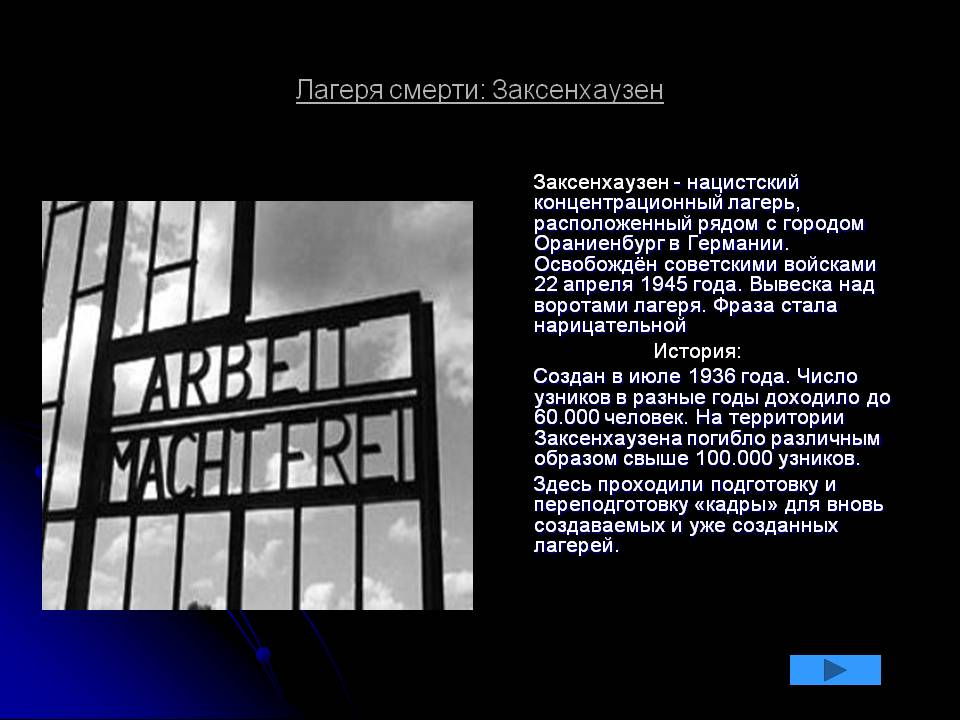 Лагеря смерти: Заксенхаузен
ARBEIT
MACHT FREI
Заксенхаузен - нацистский
концентрационный лагерь,
расположенный рядом с городом
Ораниенбург в Германии.
Освобождён советскими войсками
22 апреля 1945 года. Вывеска над
воротами лагеря. Фраза стала
нарицательной
История:
Создан в июле 1936 года. Число
узников в разные годы доходило до
60.000 человек. На территории
Заксенхаузена погибло различным
образом свыше 100.000 узников.
Здесь проходили подготовку и
переподготовку «кадры» для вновь
создаваемых и уже созданных
лагерей.